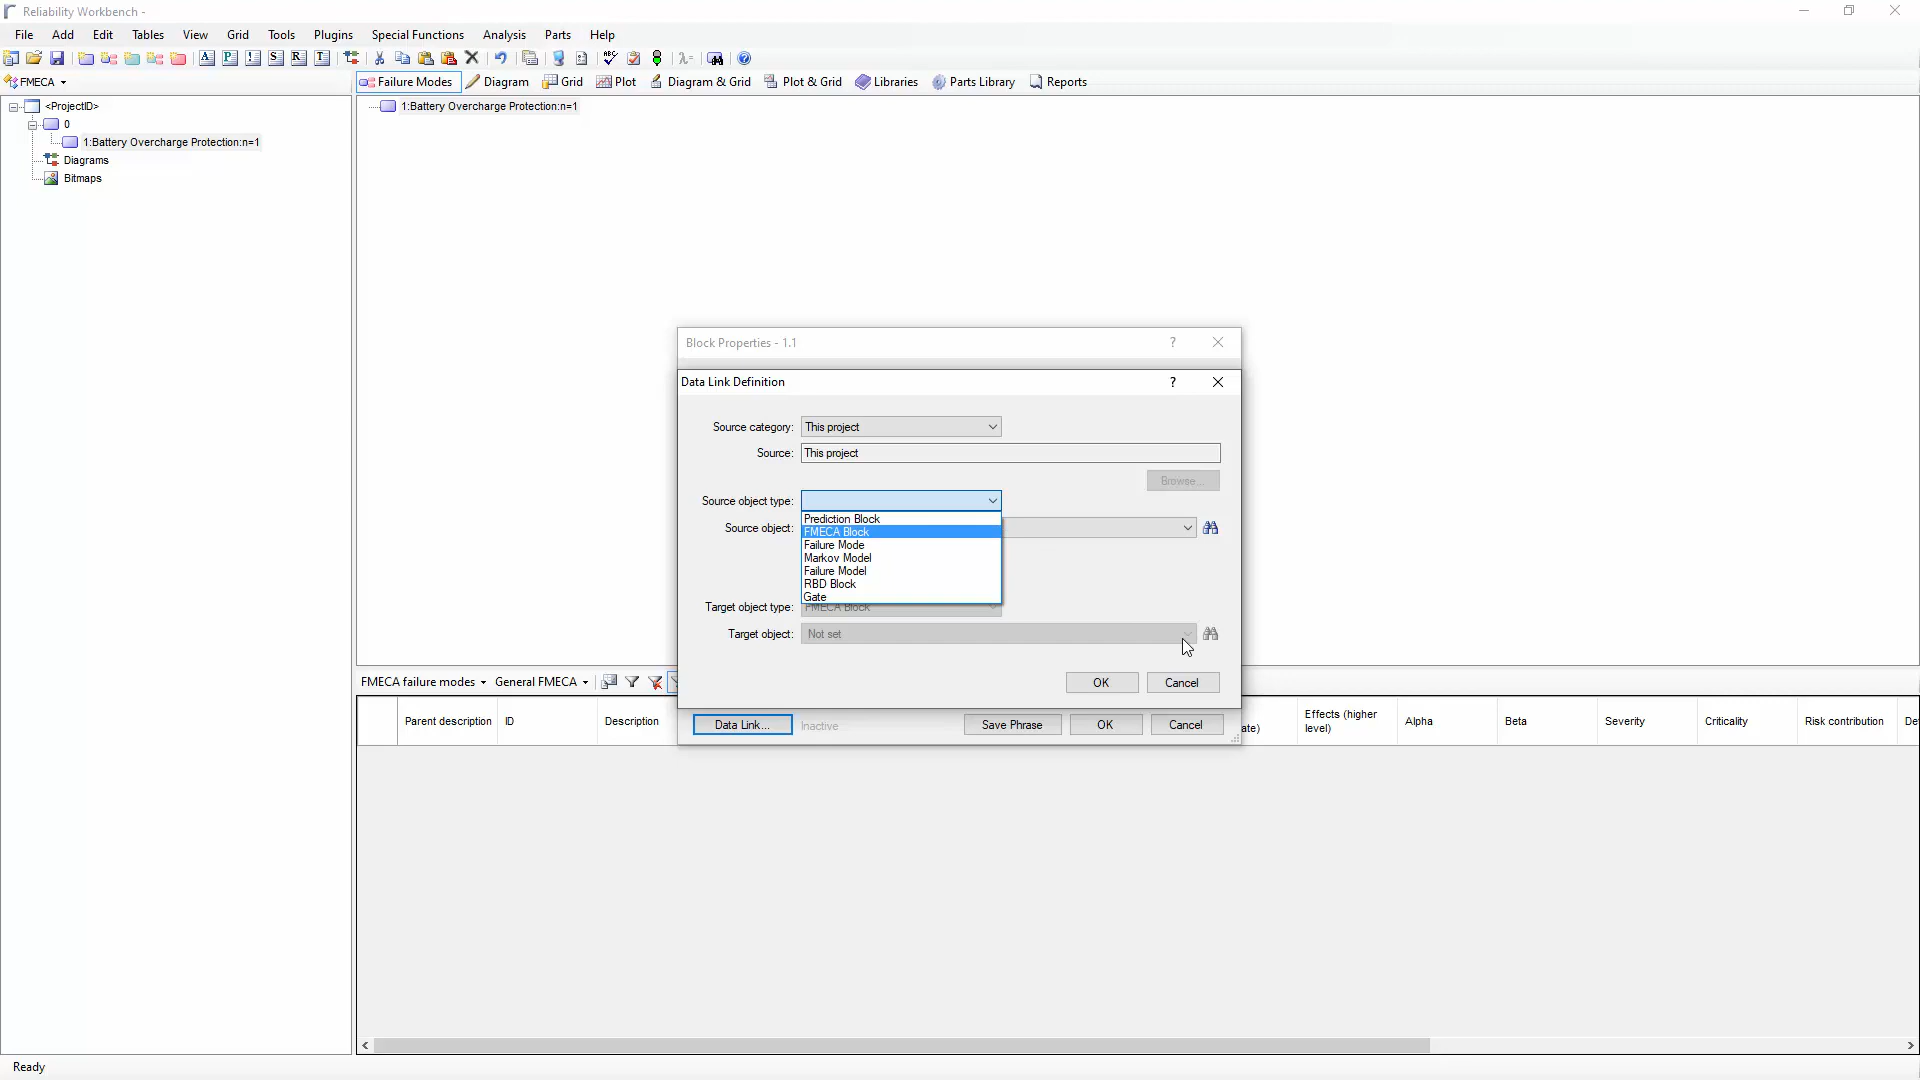 Reliability Workbench -
File Add Edit Tables View Grid Tools Plugins Special Functions Analysis Parts Help
FMECA
Failure Modes Diagram Grid Plot Diagram & Grid Plot & Grid Libraries Parts Library Reports
<ProjectID>
0
1:Battery Overcharge Protection:n=1
Diagrams
Bitmaps
1:Battery Overcharge Protection:n=1
Block Properties - 1.1
Data Link Definition
Source category: This project
Source: This project
Browse...
Source object type:
Prediction Block
Source object:
FMECA Block
Failure Mode
Markov Model
Failure Model
RBD Block
Gate
Target object type: FMECA Block
Target object: Not set
OK Cancel
Data Link... Inactive Save Phrase OK Cancel
FMECA failure modes General FMECA
Parent description ID Description ate) Effects (higher level) Alpha Beta Severity Criticality Risk contribution De
Ready